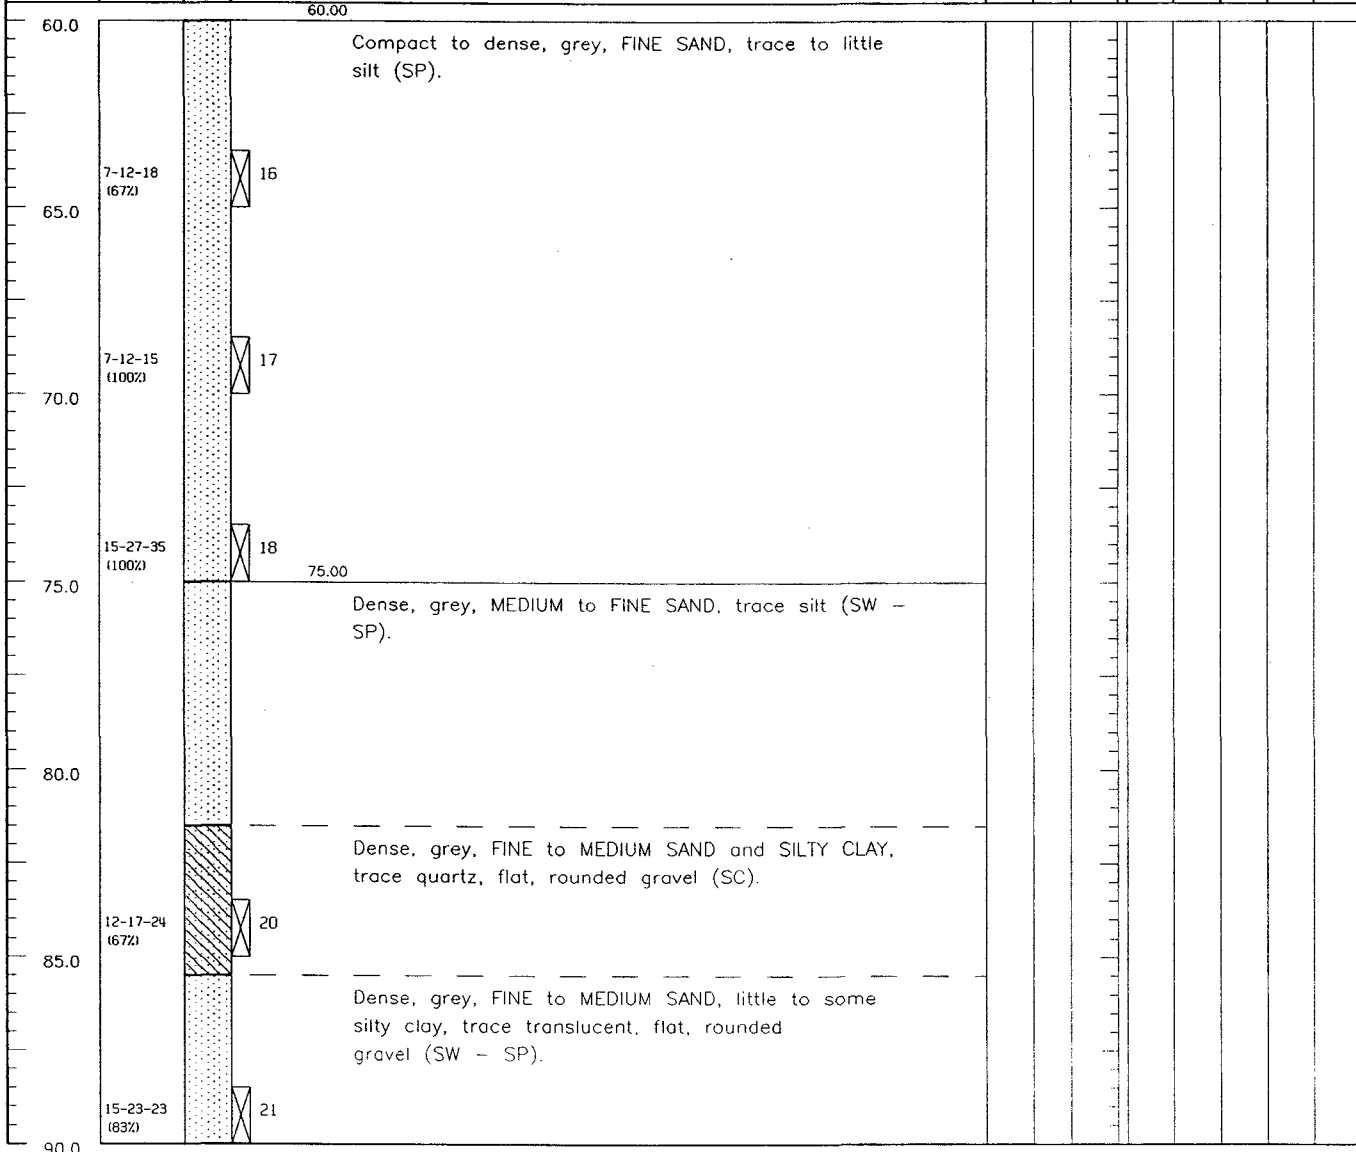 60.00
60.0
Compact to dense, grey, FINE SAND, trace to little
silt (SP).
7-12-18
(67%)
16
65.0
7-12-15
(100%)
17
70.0
15-27-35
(100%)
18
75.00
75.0
Dense, grey, MEDIUM to FINE SAND, trace silt (SW –
SP).
80.0
Dense, grey, FINE to MEDIUM SAND and SILTY CLAY,
trace quartz, flat, rounded gravel (SC).
12-17-24
(67%)
20
85.0
Dense, grey, FINE to MEDIUM SAND, little to some
silty clay, trace translucent, flat, rounded
gravel (SW – SP).
15-23-23
(83%)
21
90.0